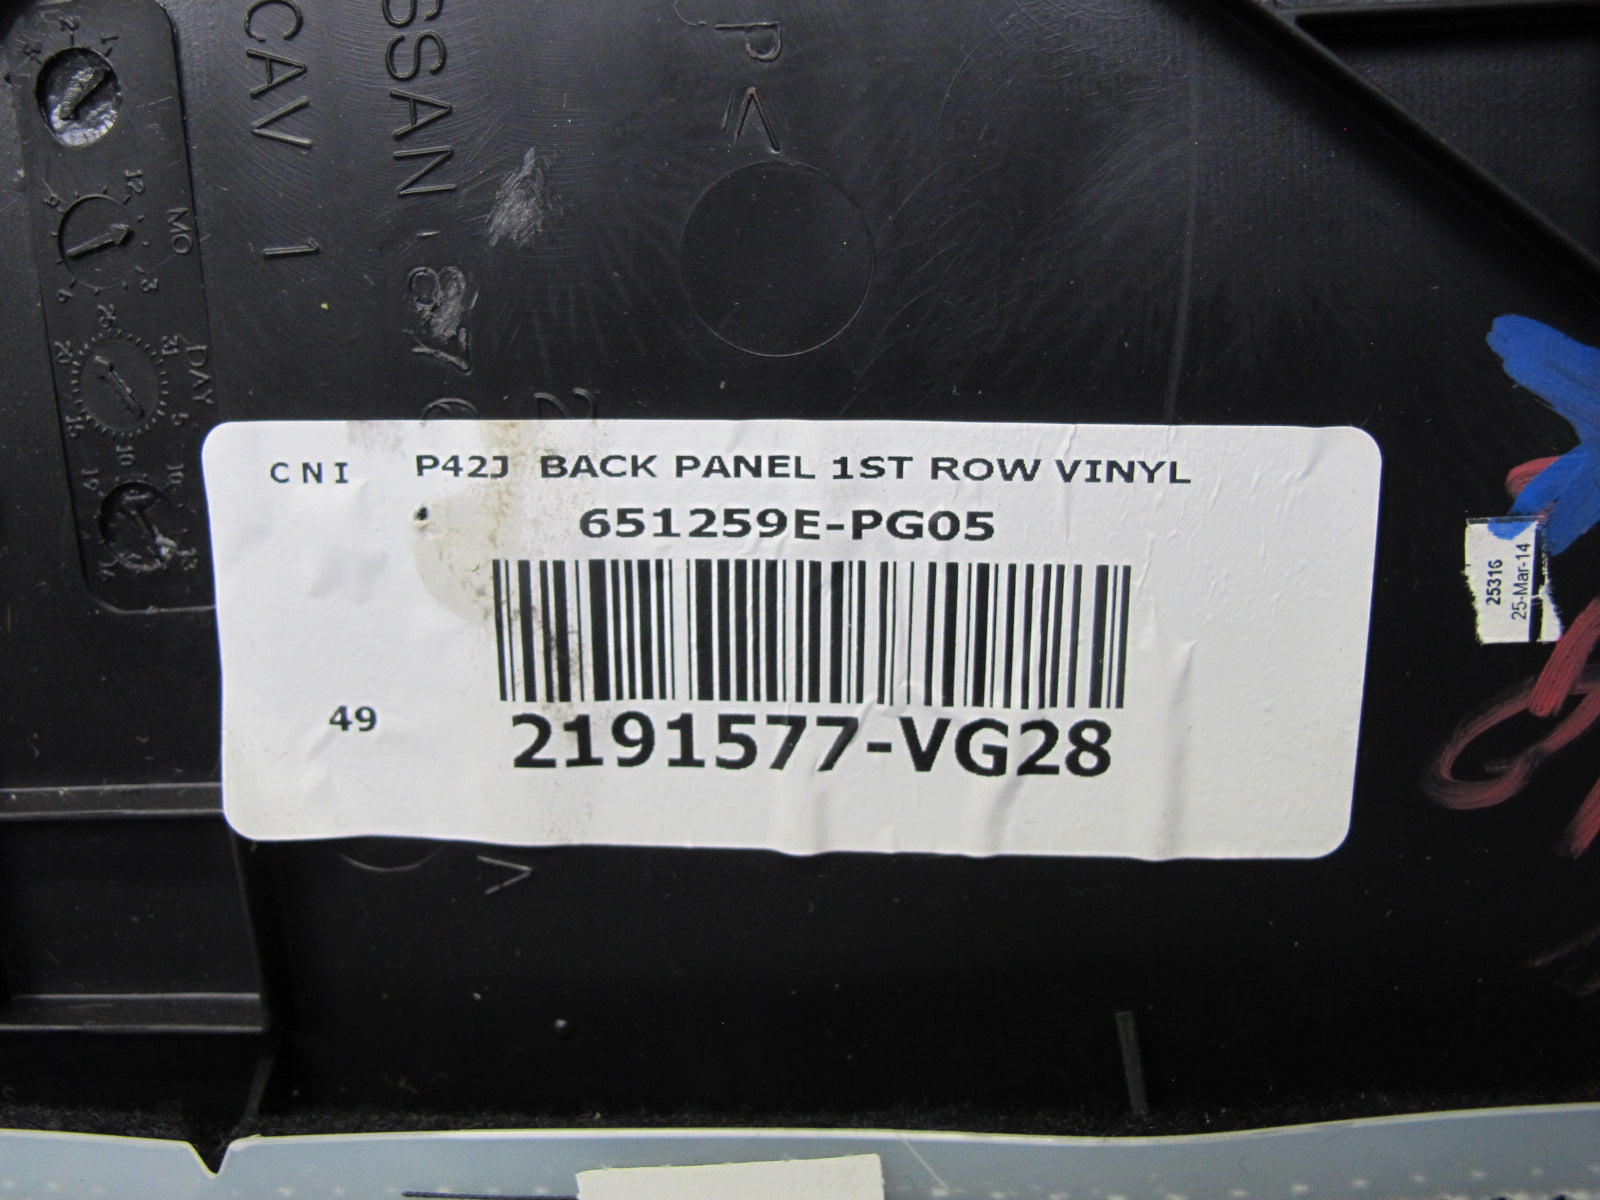 CAV 1
SSAN
P<
MO
DAY
CNI P42J BACK PANEL 1ST ROW VINYL
651259E-PG05
49
2191577-VG28
25316
25-Mar-14